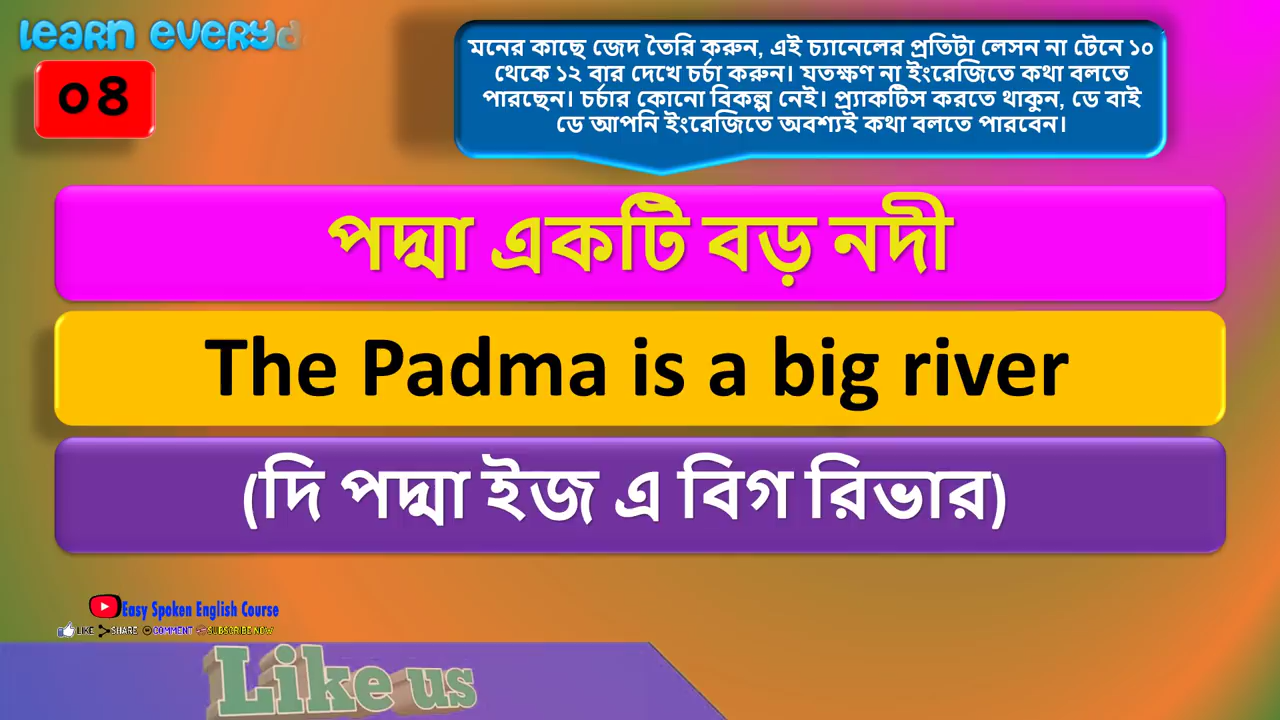 Learn Everyd
08
মনের কাছে জেদ তৈরি করুন, এই চ্যানেলের প্রতিটা লেসন না টেনে ১০
থেকে ১২ বার দেখে চর্চা করুন। যতক্ষণ না ইংরেজিতে কথা বলতে
পারছেন। চর্চার কোনো বিকল্প নেই। প্র্যাকটিস করতে থাকুন, ডে বাই
ডে আপনি ইংরেজিতে অবশ্যই কথা বলতে পারবেন।
পদ্মা একটি বড় নদী
The Padma is a big river
(দি পদ্মা ইজ এ বিগ রিভার)
Easy Spoken English Course
LIKE SHARE COMMENT SUBSCRIBE NOW
Like us